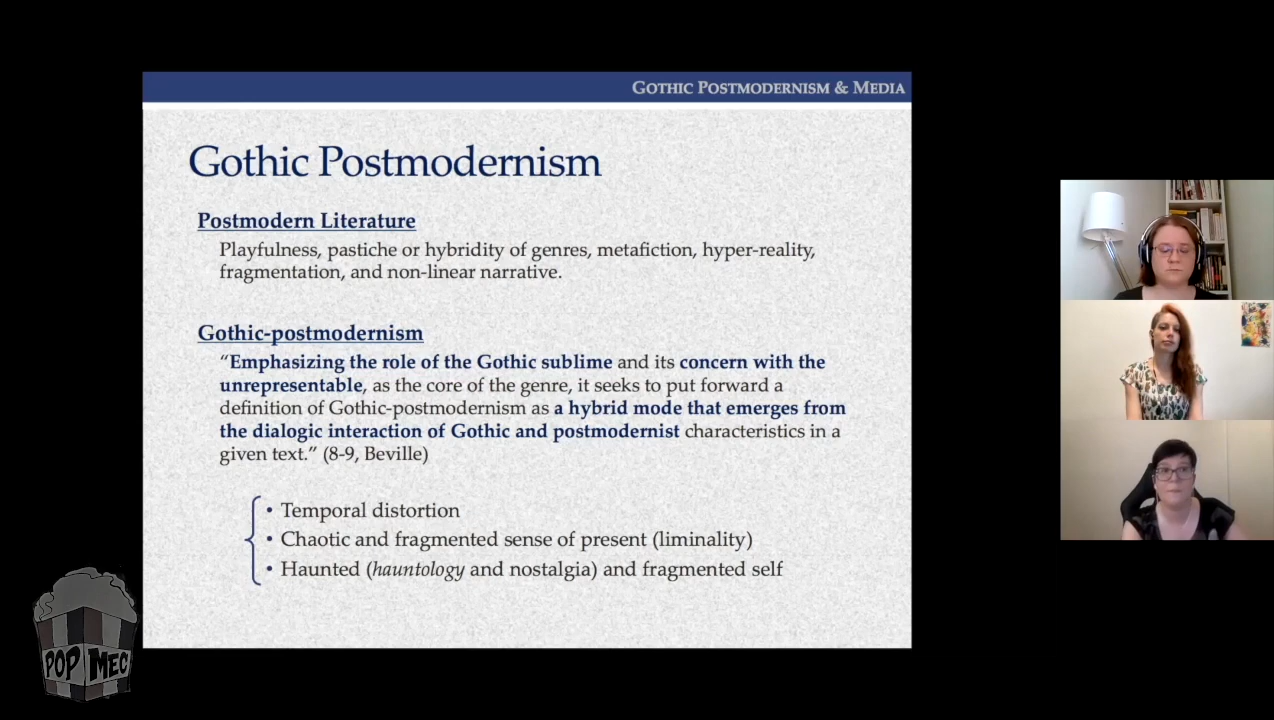 GOTHIC POSTMODERNISM & MEDIA
Gothic Postmodernism
Postmodern Literature
Playfulness, pastiche or hybridity of genres, metafiction, hyper-reality,
fragmentation, and non-linear narrative.
Gothic-postmodernism
“Emphasizing the role of the Gothic sublime and its concern with the
unrepresentable, as the core of the genre, it seeks to put forward a
definition of Gothic-postmodernism as a hybrid mode that emerges from
the dialogic interaction of Gothic and postmodernist characteristics in a
given text.” (8-9, Beville)
• Temporal distortion
• Chaotic and fragmented sense of present (liminality)
• Haunted (hauntology and nostalgia) and fragmented self
POP MEC